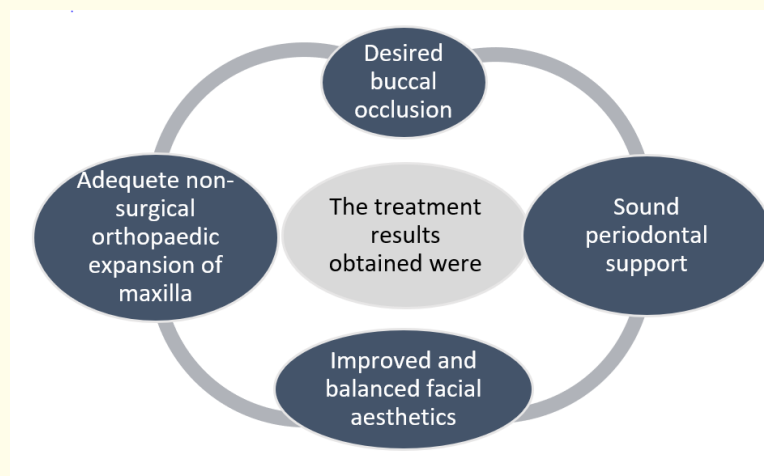 Desired
buccal
occlusion
Adequete non-
surgical
orthopaedic
expansion of
maxilla
The treatment
results
obtained were
Sound
periodontal
support
Improved and
balanced facial
aesthetics